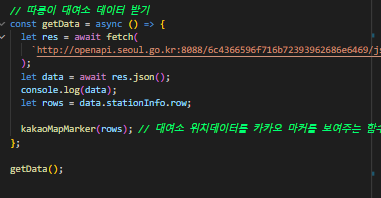 // 따릉이 대여소 데이터 받기
const getData = async () => {
let res = await fetch(
`http://openapi.seoul.go.kr:8088/6c4366596f716b72393962686e6469/js
);
let data = await res.json();
console.log(data);
let rows = data.stationInfo.row;
kakaoMapMarker(rows); // 대여소 위치데이터를 카카오 마커를 보여주는 함수
};
getData();